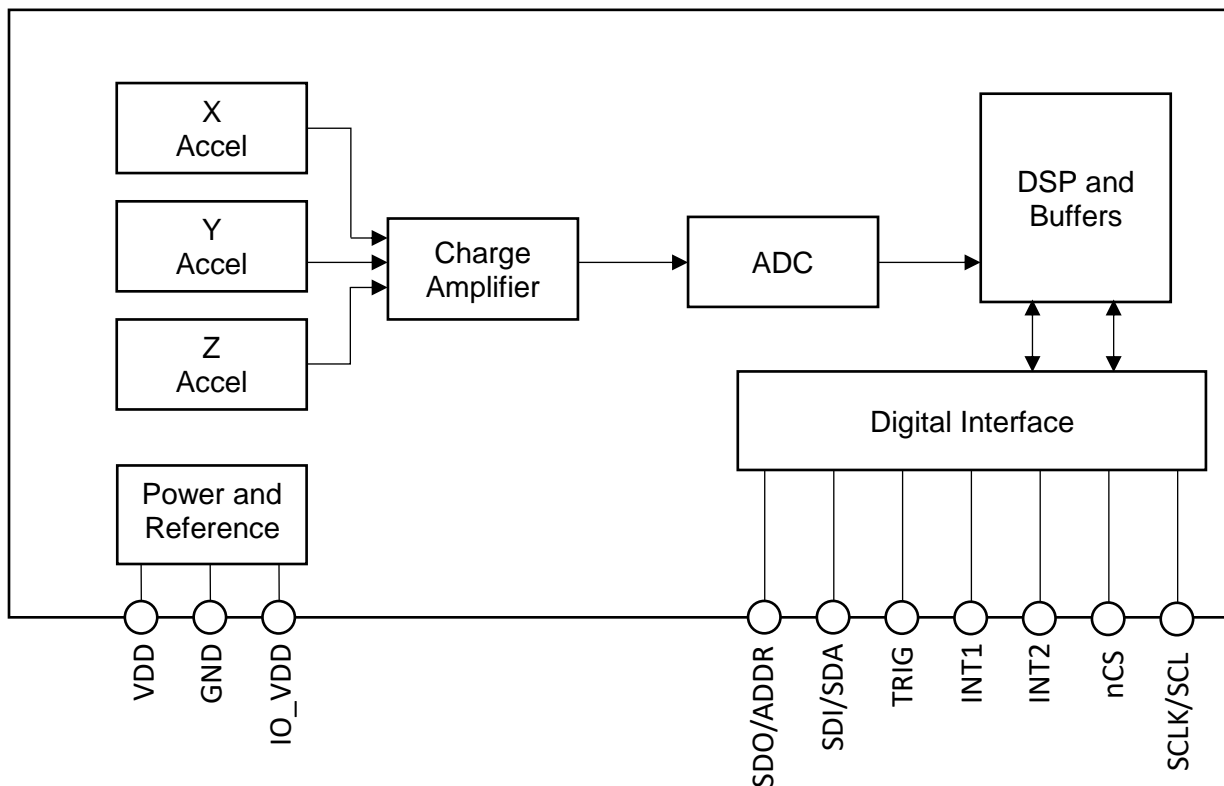 X
Accel
Y
Accel
Z
Accel
Charge
Amplifier
ADC
DSP and
Buffers
Digital Interface
Power and
Reference
VDD
GND
IO_VDD
SDO/ADDR
SDI/SDA
TRIG
INT1
INT2
nCS
SCLK/SCL